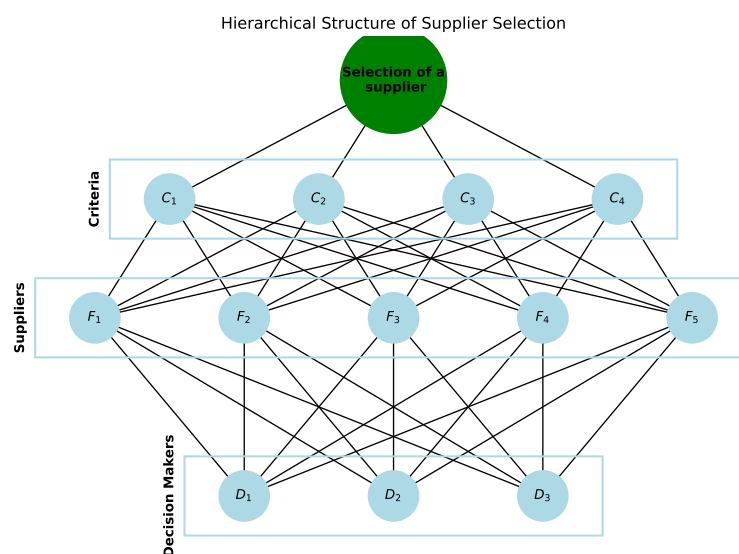 Hierarchical Structure of Supplier Selection
Selection of a
supplier
Criteria
C₁ C₂ C₃ C₄
Suppliers
F₁ F₂ F₃ F₄ F₅
Decision Makers
D₁ D₂ D₃